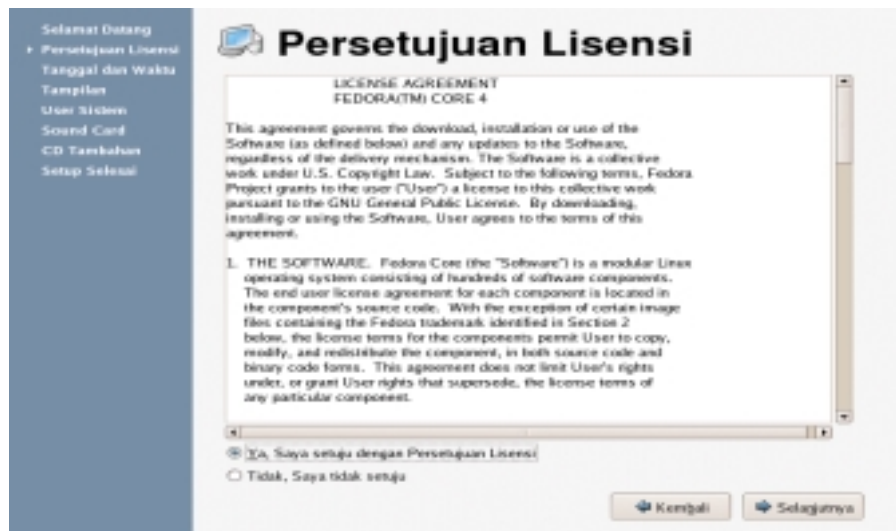 Selamat Datang
Persetujuan Lisensi
Tanggal dan Waktu
Tampilan
User Sistem
Sound Card
CD Tambahan
Setup Selesai
Persetujuan Lisensi
LICENSE AGREEMENT
FEDORA(TM) CORE 4
This agreement governs the download, installation or use of the
Software (as defined below) and any updates to the Software,
regardless of the delivery mechanism. The Software is a collective
work under U.S. Copyright Law. Subject to the following terms, Fedora
Project grants to the user ("User") a license to this collective work
pursuant to the GNU General Public License. By downloading,
installing or using the Software, User agrees to the terms of this
agreement.
1. THE SOFTWARE. Fedora Core (the "Software") is a modular Linux
operating system consisting of hundreds of software components.
The end user license agreement for each component is located in
the component's source code. With the exception of certain image
files containing the Fedora trademark identified in Section 2
below, the license terms for the components permit User to copy,
modify, and redistribute the component, in both source code and
binary code forms. This agreement does not limit User's rights
under, or grant User rights that supersede, the license terms of
any particular component.
Ya, Saya setuju dengan Persetujuan Lisensi
Tidak, Saya tidak setuju
Kembali
Selanjutnya